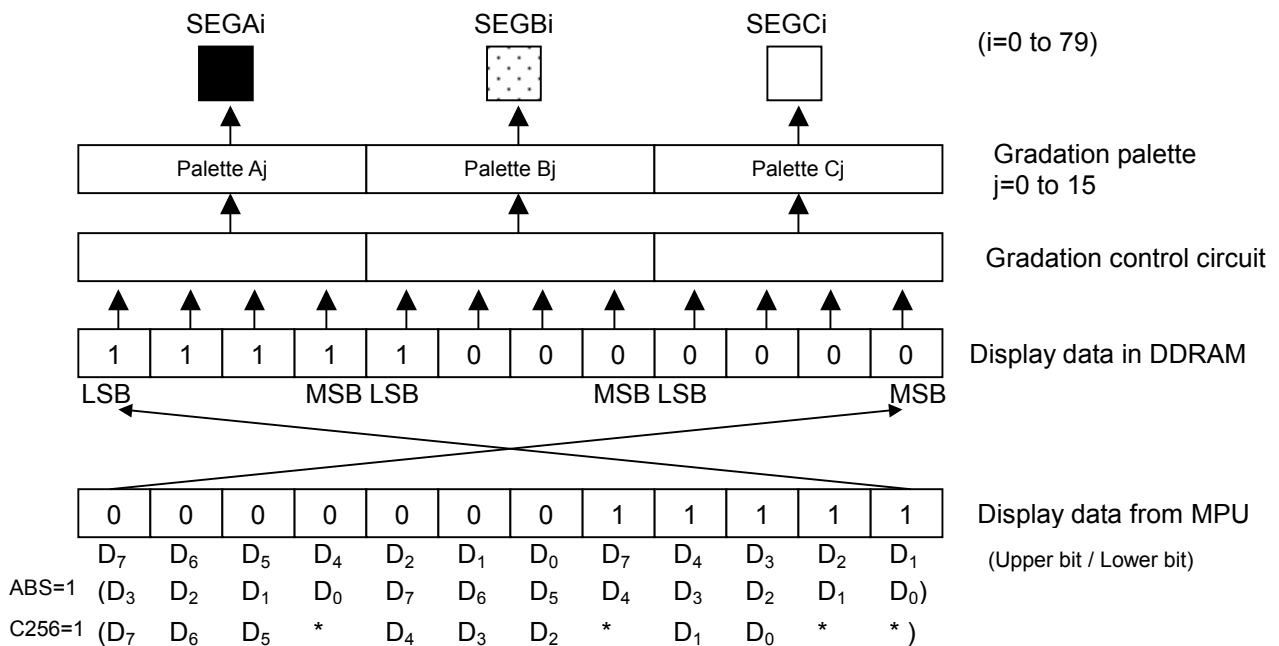 SEGAi SEGBi SEGCi (i=0 to 79)
Palette Aj Palette Bj Palette Cj Gradation palette
j=0 to 15
Gradation control circuit
1 1 1 1 1 0 0 0 0 0 0 0 Display data in DDRAM
LSB MSB LSB MSB LSB MSB
0 0 0 0 0 0 0 1 1 1 1 1 Display data from MPU
D7 D6 D5 D4 D2 D1 D0 D7 D4 D3 D2 D1 (Upper bit / Lower bit)
ABS=1 (D3 D2 D1 D0 D7 D6 D5 D4 D3 D2 D1 D0)
C256=1 (D7 D6 D5 * D4 D3 D2 * D1 D0 * * )